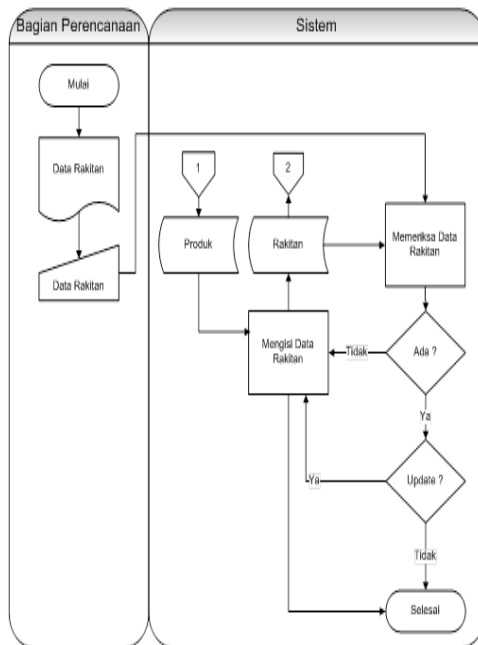 Bagian Perencanaan
Sistem
Mulai
Data Rakitan
Data Rakitan
1
2
Produk
Rakitan
Memeriksa Data
Rakitan
Mengisi Data
Rakitan
Tidak
Ada ?
Ya
Ya
Update ?
Tidak
Selesai